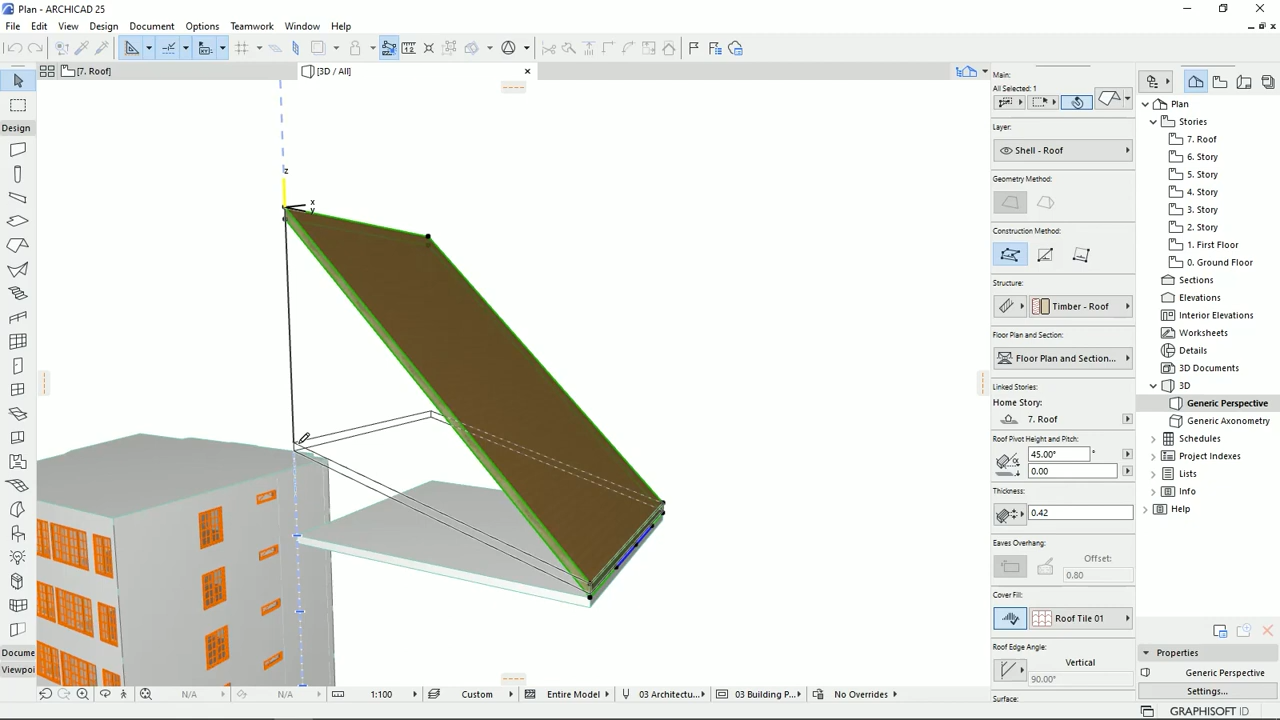 Plan - ARCHICAD 25
File Edit View Design Document Options Teamwork Window Help
[7. Roof]
[3D / All]
Design
Docume
Viewpoi
z
x
y
Main:
All Selected: 1
Layer:
Shell - Roof
Geometry Method:
Construction Method:
Structure:
Timber - Roof
Floor Plan and Section:
Floor Plan and Section...
Linked Stories:
Home Story:
7. Roof
Roof Pivot Height and Pitch:
45.00°
0.00
Thickness:
0.42
Eaves Overhang:
Offset:
0.80
Cover Fill:
Roof Tile 01
Roof Edge Angle:
Vertical
90.00°
Surface:
Plan
Stories
7. Roof
6. Story
5. Story
4. Story
3. Story
2. Story
1. First Floor
0. Ground Floor
Sections
Elevations
Interior Elevations
Worksheets
Details
3D Documents
3D
Generic Perspective
Generic Axonometry
Schedules
Project Indexes
Lists
Info
Help
Properties
Generic Perspective
Settings...
N/A N/A 1:100 Custom Entire Model 03 Architectu... 03 Building P... No Overrides
GRAPHISOFT ID